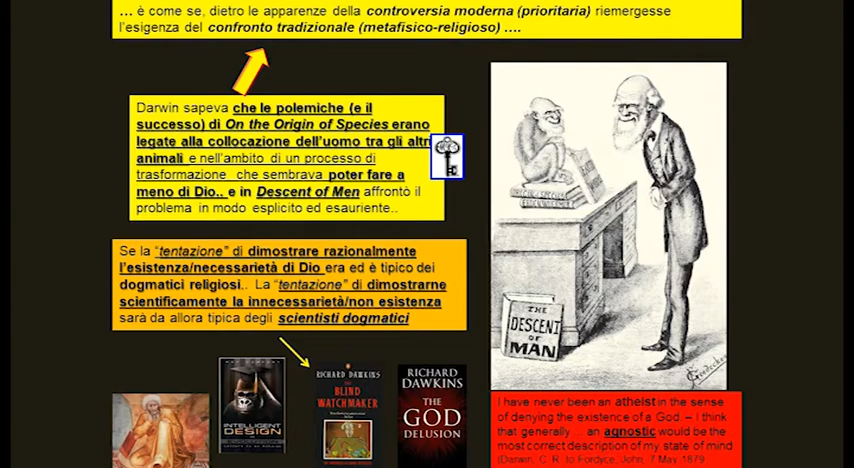 … è come se, dietro le apparenze della controversia moderna (prioritaria) riemergesse
l'esigenza del confronto tradizionale (metafisico-religioso) ….
Darwin sapeva che le polemiche (e il
successo) di On the Origin of Species erano
legate alla collocazione dell'uomo tra gli altri
animali e nell'ambito di un processo di
trasformazione che sembrava poter fare a
meno di Dio.. e in Descent of Men affrontò il
problema in modo esplicito ed esauriente..
Se la "tentazione" di dimostrare razionalmente
l'esistenza/necessarietà di Dio era ed è tipico dei
dogmatici religiosi.. La "tentazione" di dimostrarne
scientificamente la innecessarietà/non esistenza
sarà da allora tipica degli scientisti dogmatici
THE
DESCENT
OF
MAN
INTELLIGENT
DESIGN
RICHARD DAWKINS
THE
BLIND
WATCHMAKER
RICHARD
DAWKINS
THE
GOD
DELUSION
I have never been an atheist in the sense
of denying the existence of a God. – I think
that generally an agnostic would be the
most correct description of my state of mind
(Darwin, C. R. to Fordyce, John, 7 May 1879